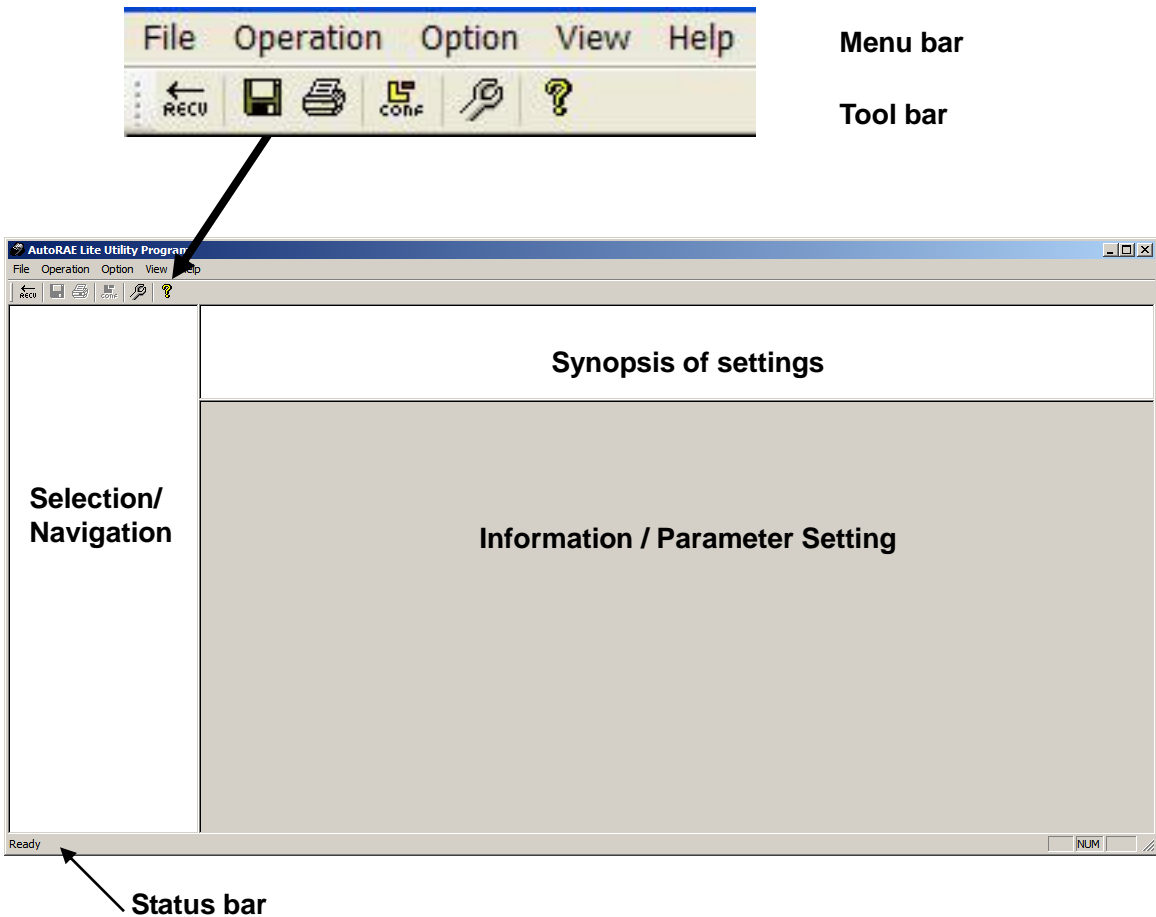 File Operation Option View Help
Menu bar
RECV CONF
Tool bar
AutoRAE Lite Utility Program
File Operation Option View Help
RECV CONF
Synopsis of settings
Selection/
Navigation
Information / Parameter Setting
Ready NUM
Status bar